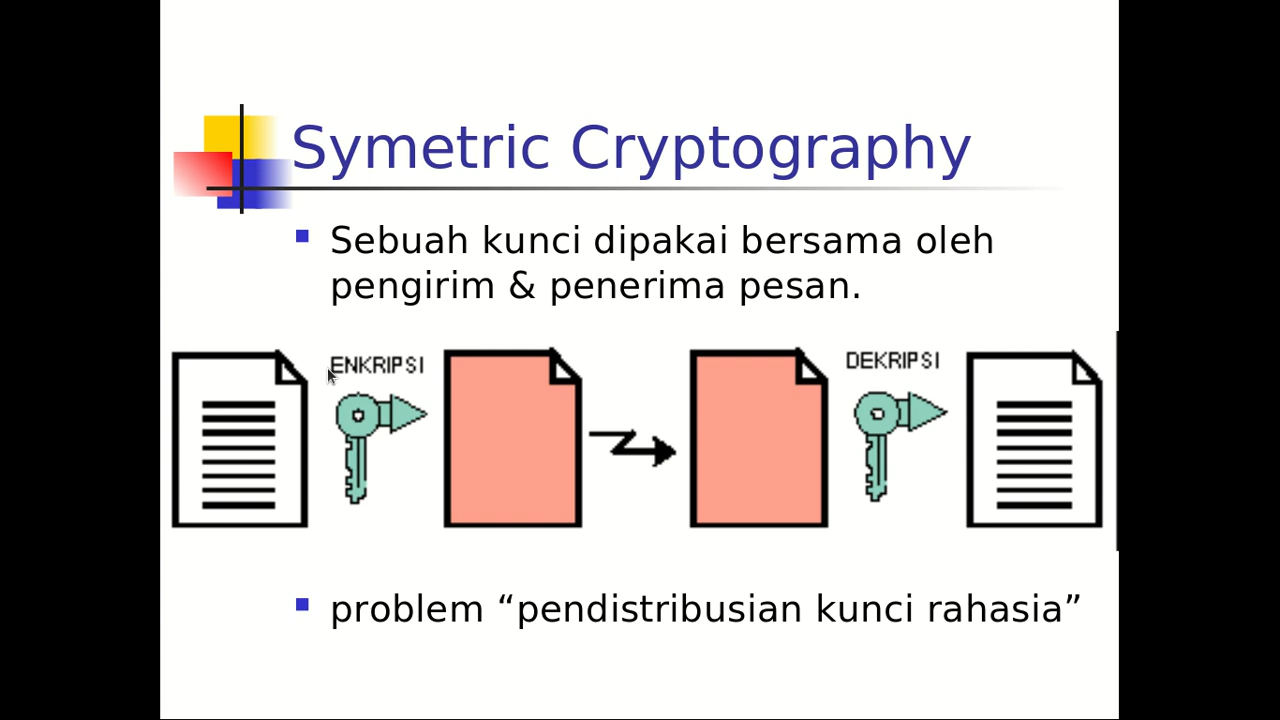 Symetric Cryptography
Sebuah kunci dipakai bersama oleh
pengirim & penerima pesan.
ENKRIPSI
DEKRIPSI
problem “pendistribusian kunci rahasia”